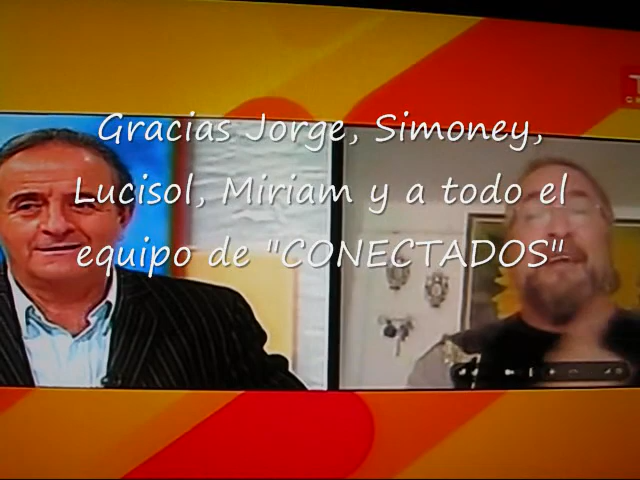 Gracias Jorge, Simoney,
Lucisol, Miriam y a todo el
equipo de "CONECTADOS"